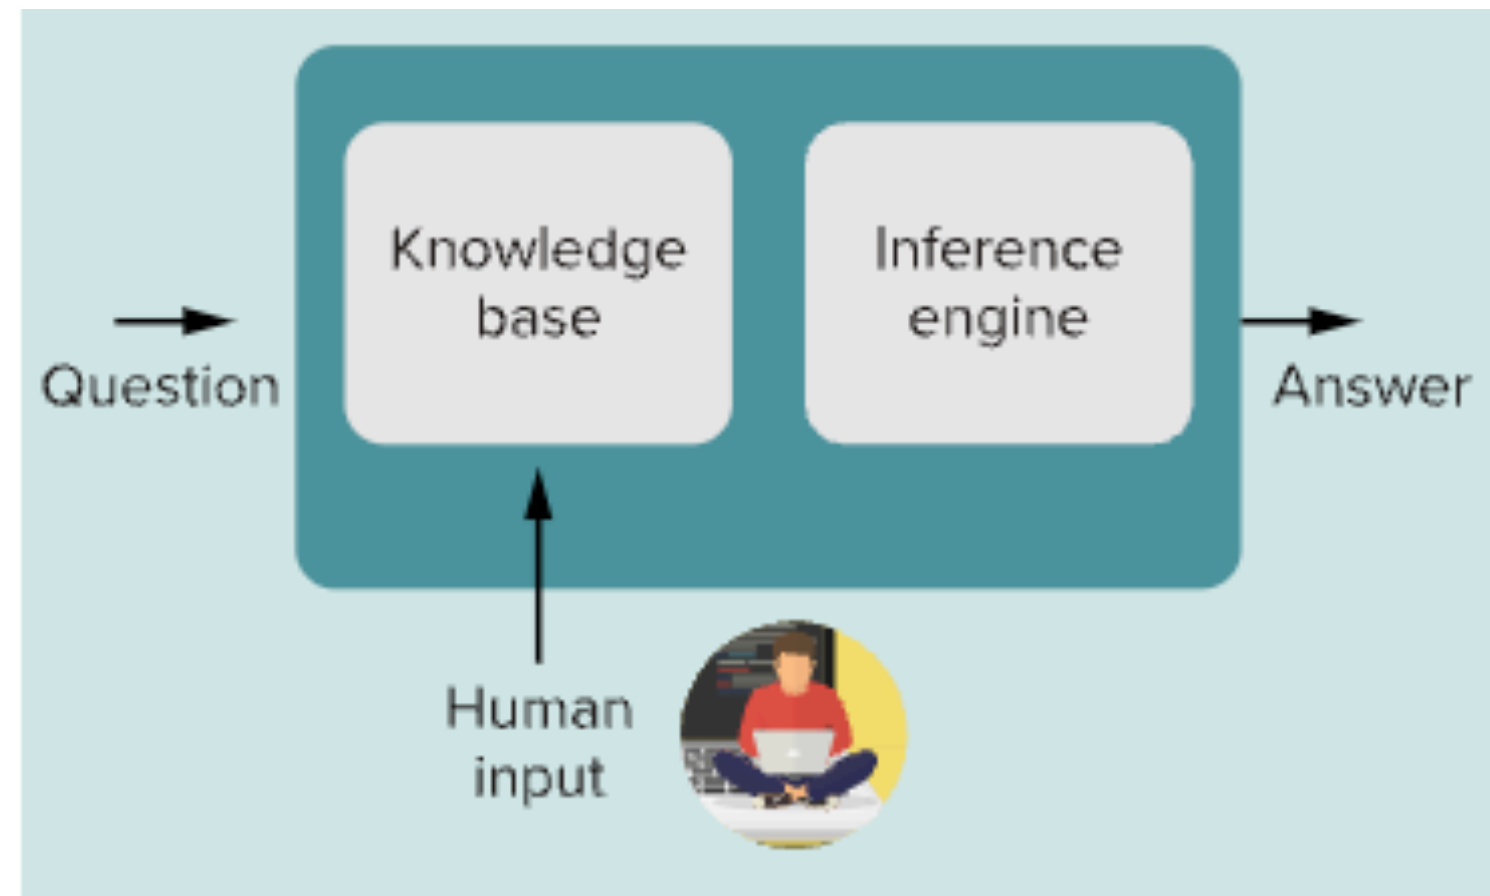 Knowledge
base
Inference
engine
Question
Answer
Human
input